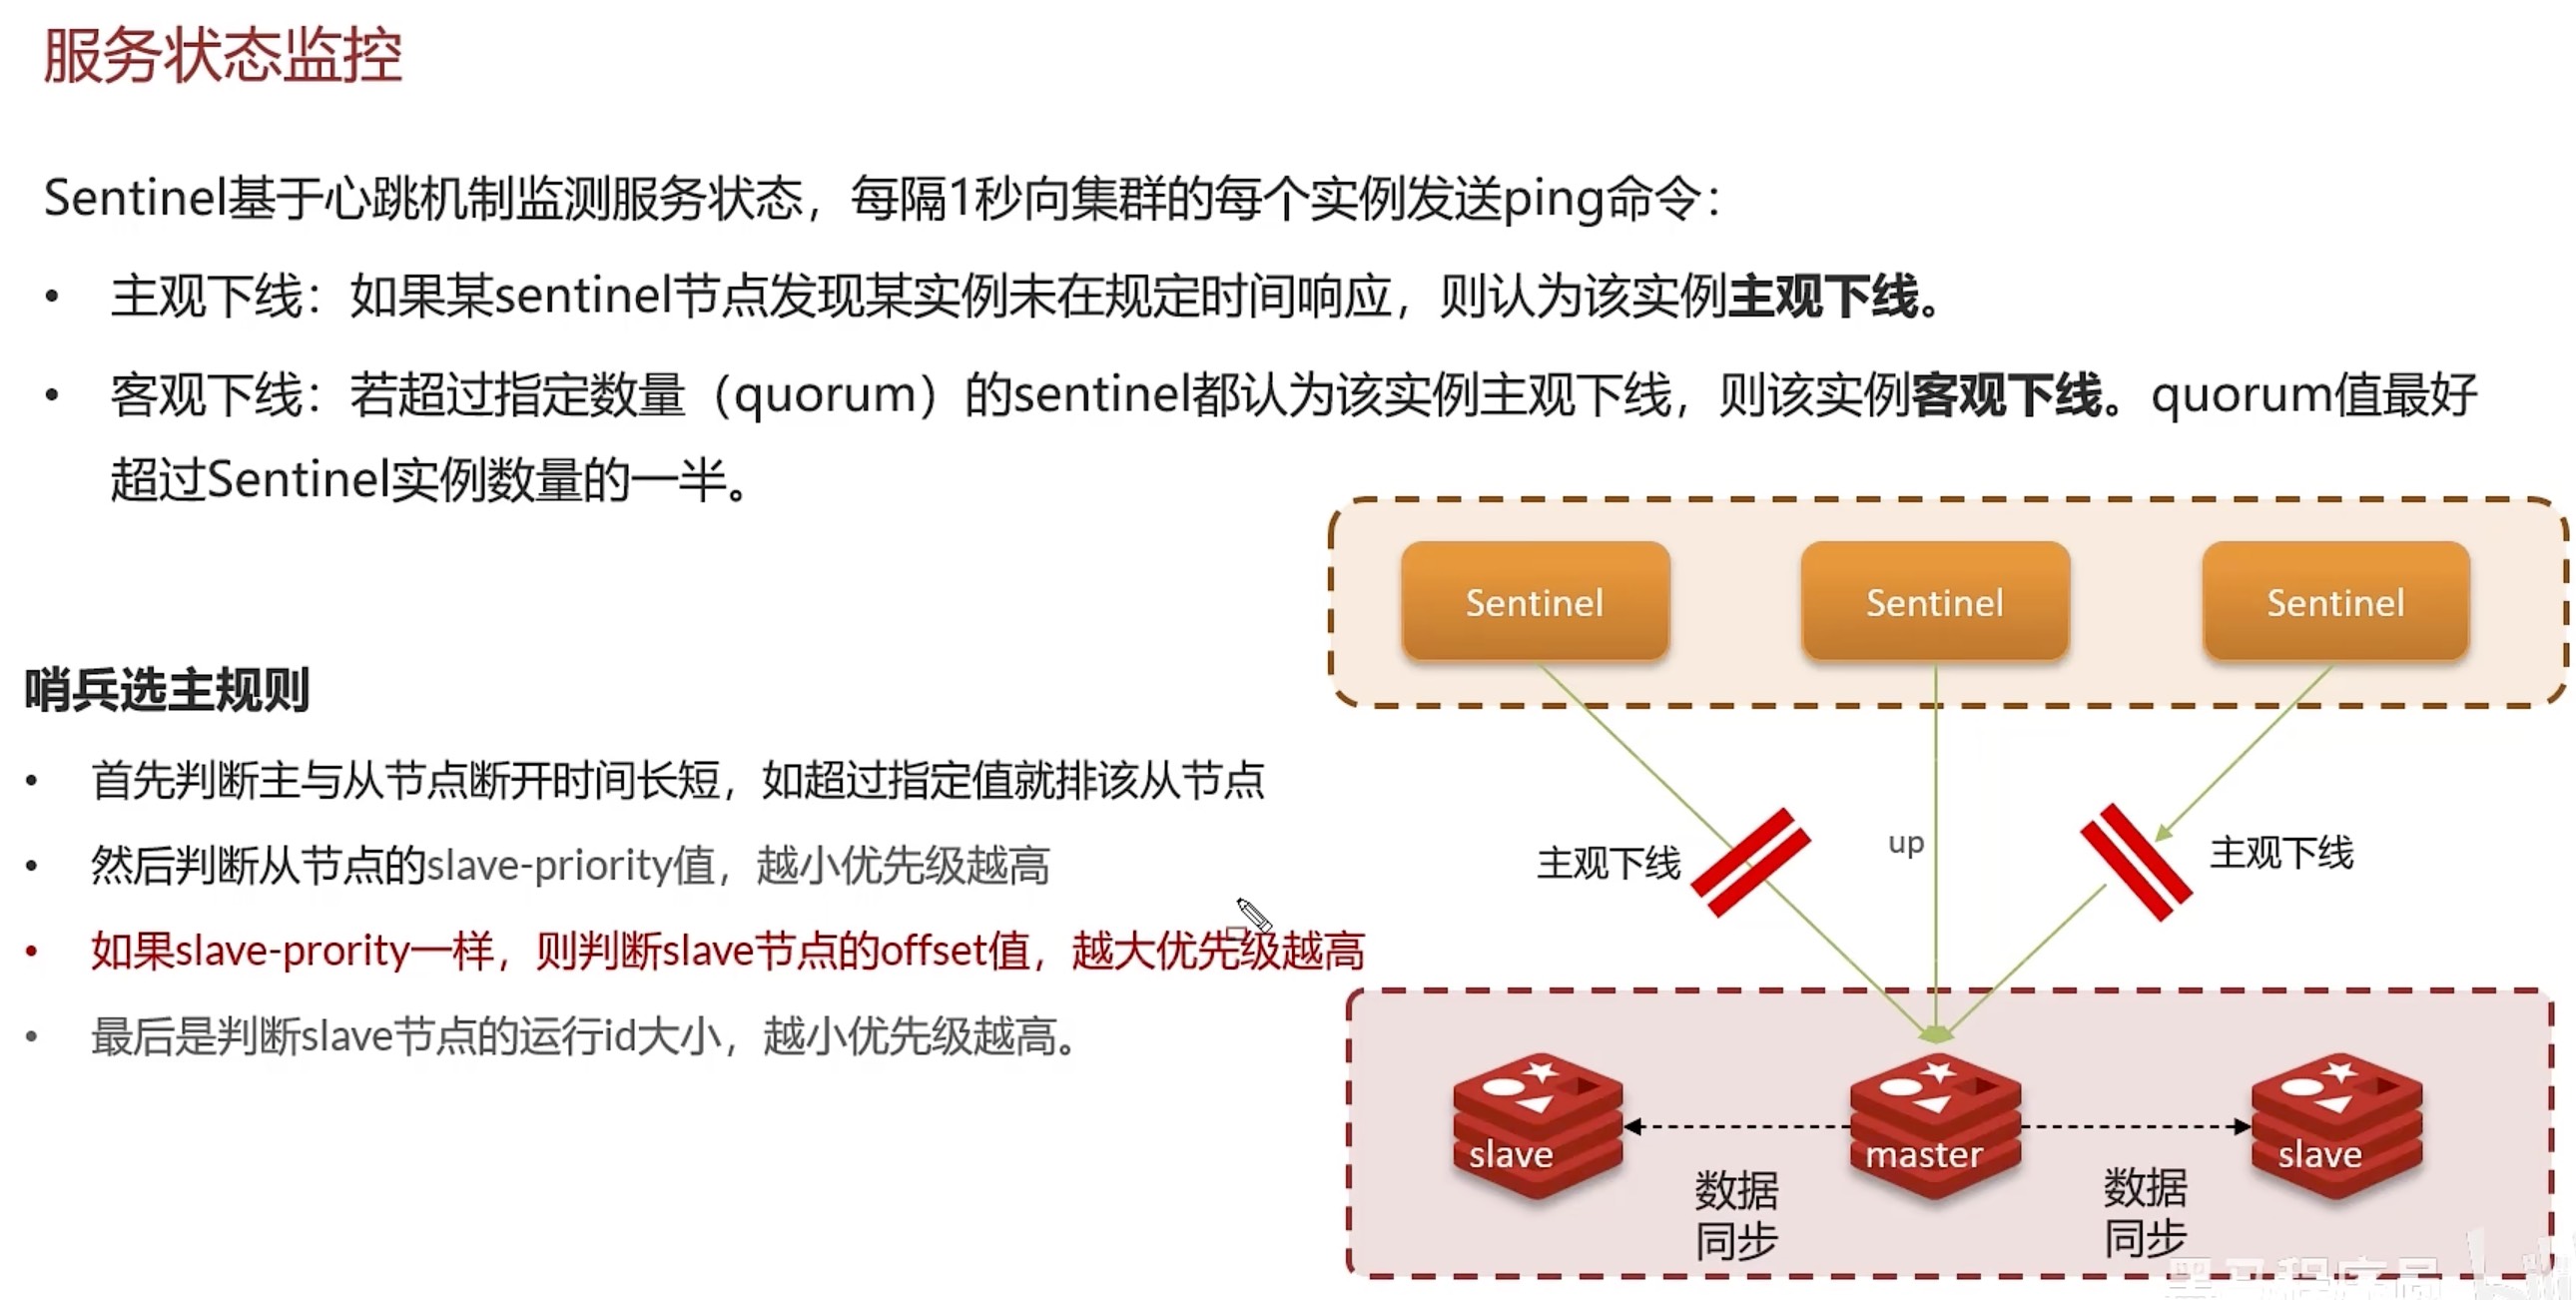 服务状态监控
Sentinel基于心跳机制监测服务状态，每隔1秒向集群的每个实例发送ping命令：
• 主观下线：如果某sentinel节点发现某实例未在规定时间响应，则认为该实例主观下线。
• 客观下线：若超过指定数量（quorum）的sentinel都认为该实例主观下线，则该实例客观下线。quorum值最好
超过Sentinel实例数量的一半。
哨兵选主规则
• 首先判断主与从节点断开时间长短，如超过指定值就排该从节点
• 然后判断从节点的slave-priority值，越小优先级越高
• 如果slave-prority一样，则判断slave节点的offset值，越大优先级越高
• 最后是判断slave节点的运行id大小，越小优先级越高。
Sentinel
Sentinel
Sentinel
主观下线
up
主观下线
slave
master
slave
数据
同步
数据
同步